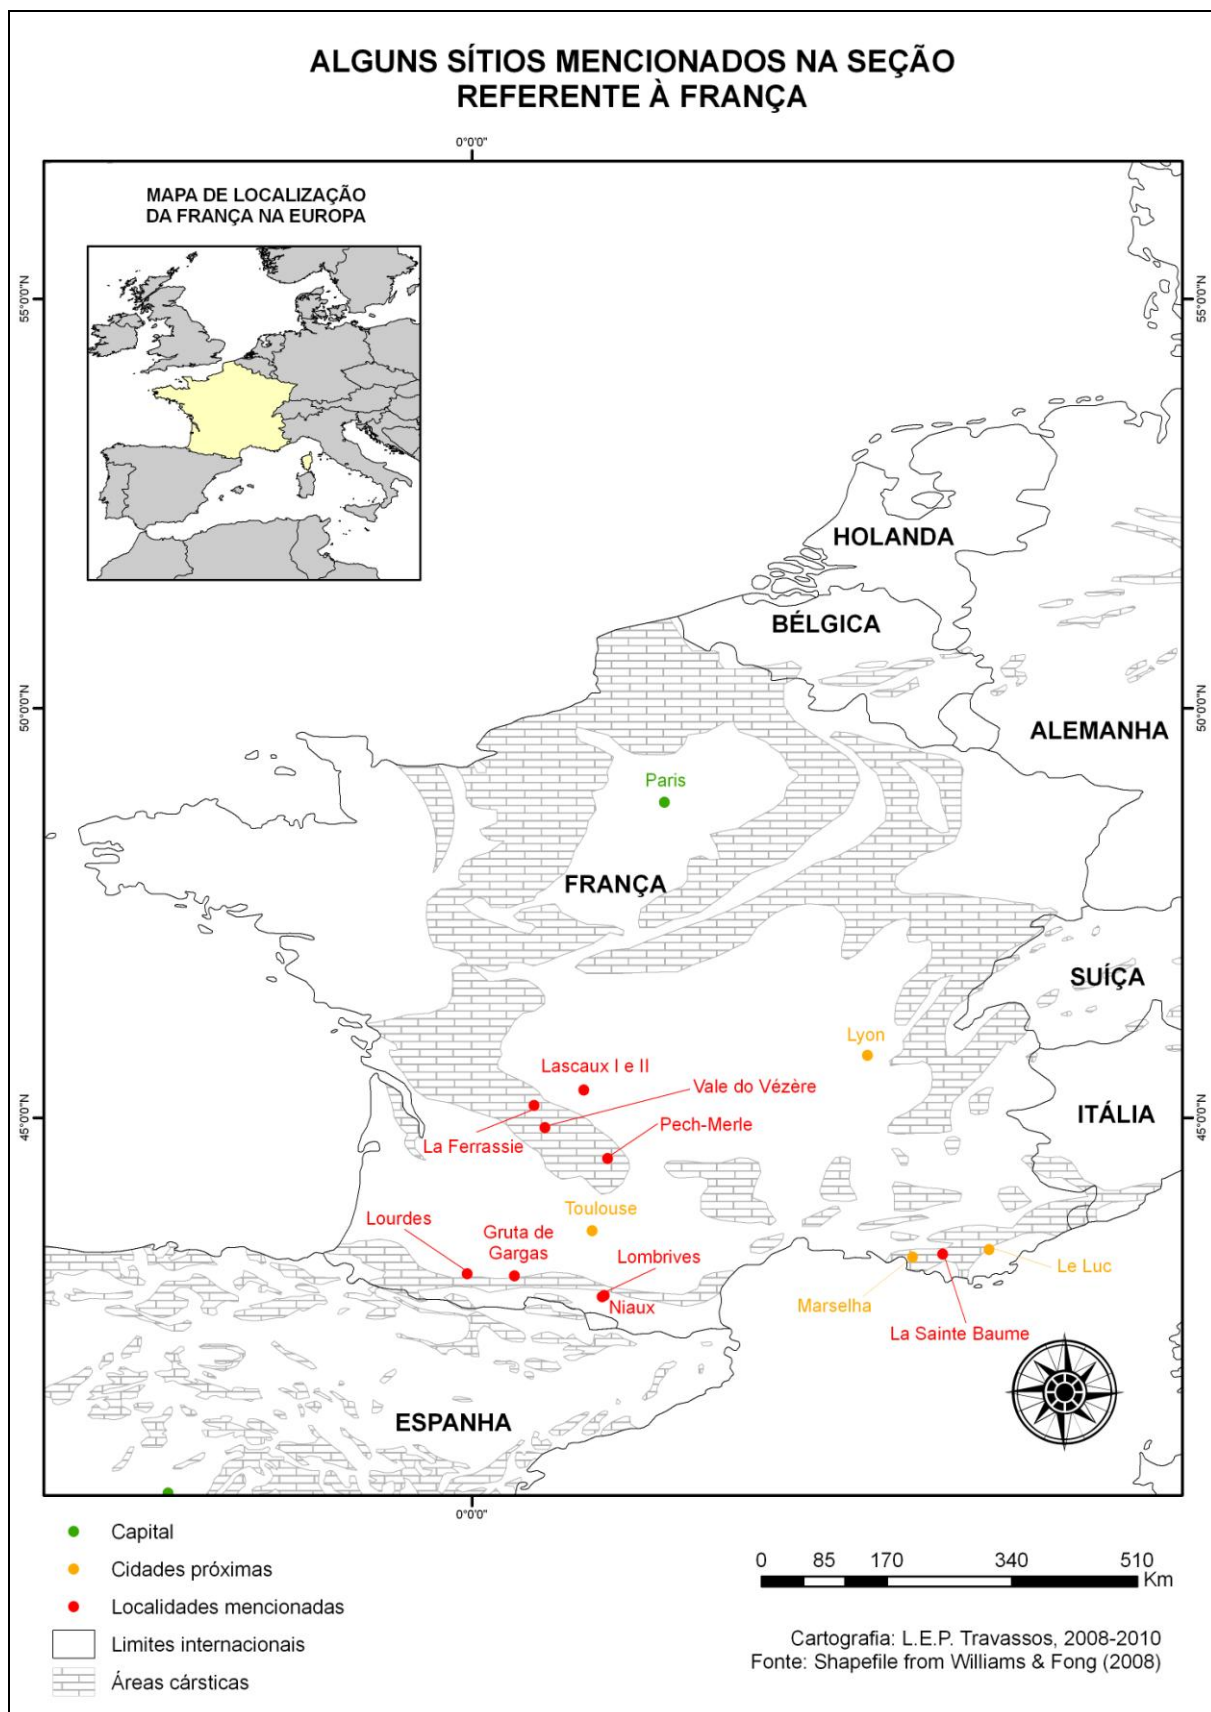 ALGUNS SÍTIOS MENCIONADOS NA SEÇÃO
REFERENTE À FRANÇA
0°0'0"
MAPA DE LOCALIZAÇÃO
DA FRANÇA NA EUROPA
55°0'0"N
55°0'0"N
HOLANDA
BÉLGICA
50°0'0"N
50°0'0"N
ALEMANHA
Paris
FRANÇA
SUÍÇA
Lyon
Lascaux I e II
Vale do Vézère
ITÁLIA
45°0'0"N
45°0'0"N
La Ferrassie
Pech-Merle
Toulouse
Lourdes
Gruta de
Gargas
Lombrives
Le Luc
Niaux
Marselha
La Sainte Baume
ESPANHA
0°0'0"
Capital
Cidades próximas
Localidades mencionadas
Limites internacionais
Áreas cársticas
0 85 170 340 510
Km
Cartografia: L.E.P. Travassos, 2008-2010
Fonte: Shapefile from Williams & Fong (2008)